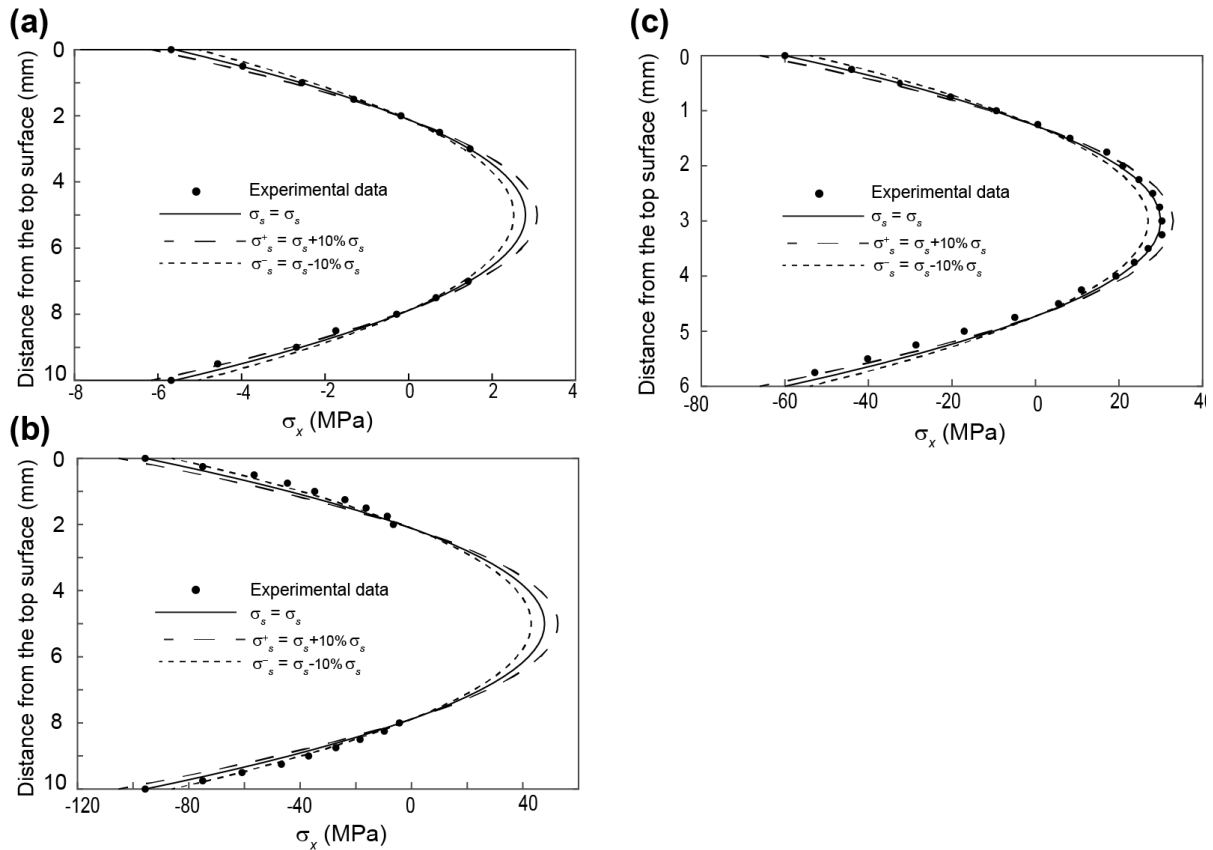 (a)
0
2
4
6
8
10
Distance from the top surface (mm)
Experimental data
σs = σs
σ+s = σs+10% σs
σ−s = σs-10% σs
-8
-6
-4
-2
0
2
4
σx (MPa)
(c)
0
1
2
3
4
5
6
Distance from the top surface (mm)
Experimental data
σs = σs
σ+s = σs+10% σs
σ−s = σs-10% σs
-80
-60
-40
-20
0
20
40
σx (MPa)
(b)
0
2
4
6
8
10
Distance from the top surface (mm)
Experimental data
σs = σs
σ+s = σs+10% σs
σ−s = σs-10% σs
-120
-80
-40
0
40
σx (MPa)